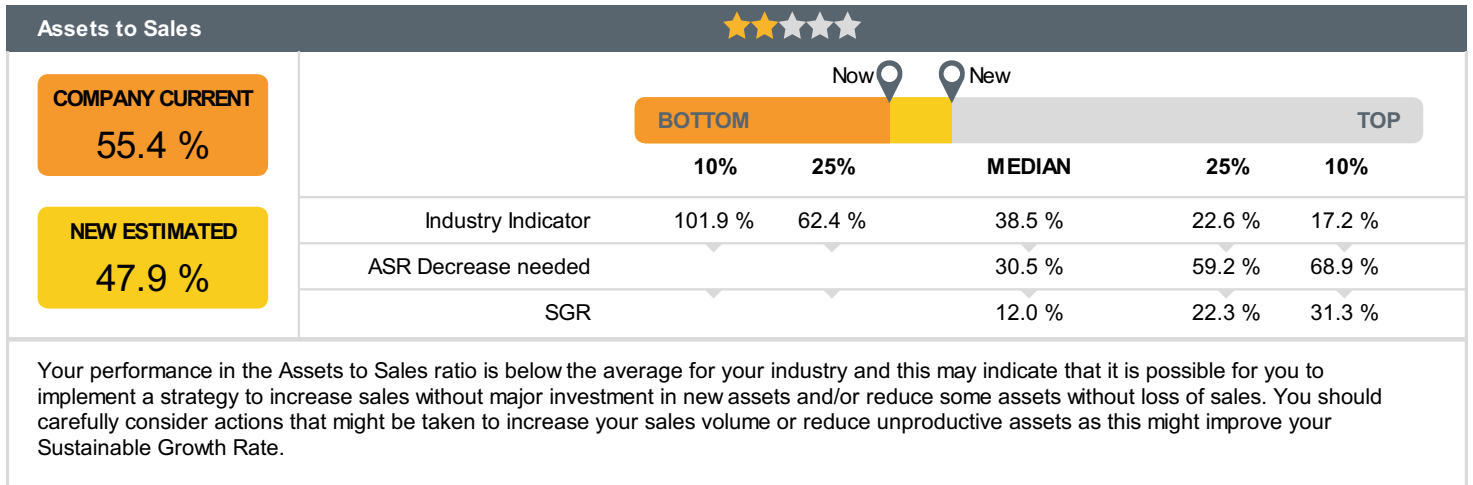 Assets to Sales
COMPANY CURRENT
55.4 %
NEW ESTIMATED
47.9 %
Now New
BOTTOM TOP
10% 25% MEDIAN 25% 10%
Industry Indicator 101.9 % 62.4 % 38.5 % 22.6 % 17.2 %
ASR Decrease needed 30.5 % 59.2 % 68.9 %
SGR 12.0 % 22.3 % 31.3 %
Your performance in the Assets to Sales ratio is below the average for your industry and this may indicate that it is possible for you to
implement a strategy to increase sales without major investment in new assets and/or reduce some assets without loss of sales. You should
carefully consider actions that might be taken to increase your sales volume or reduce unproductive assets as this might improve your
Sustainable Growth Rate.